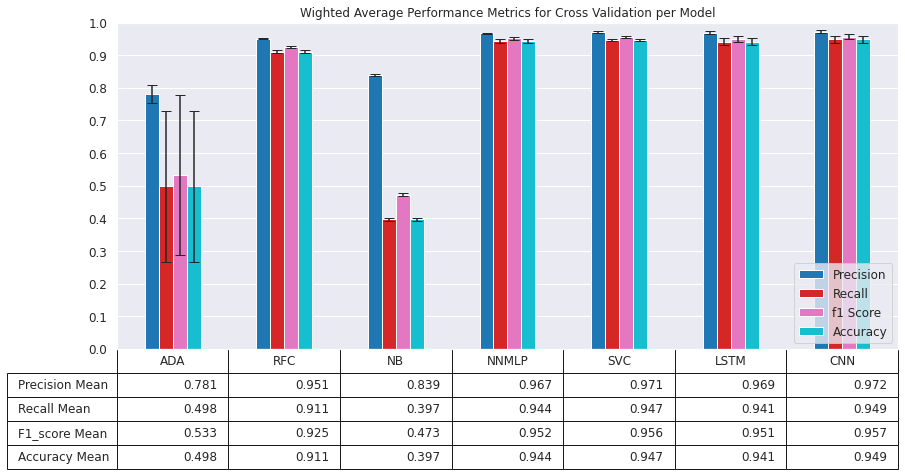 Wighted Average Performance Metrics for Cross Validation per Model
1.0
0.9
0.8
0.7
0.6
0.5
0.4
0.3
0.2
0.1
0.0
Precision
Recall
f1 Score
Accuracy
ADA RFC NB NNMLP SVC LSTM CNN
Precision Mean 0.781 0.951 0.839 0.967 0.971 0.969 0.972
Recall Mean 0.498 0.911 0.397 0.944 0.947 0.941 0.949
F1_score Mean 0.533 0.925 0.473 0.952 0.956 0.951 0.957
Accuracy Mean 0.498 0.911 0.397 0.944 0.947 0.941 0.949